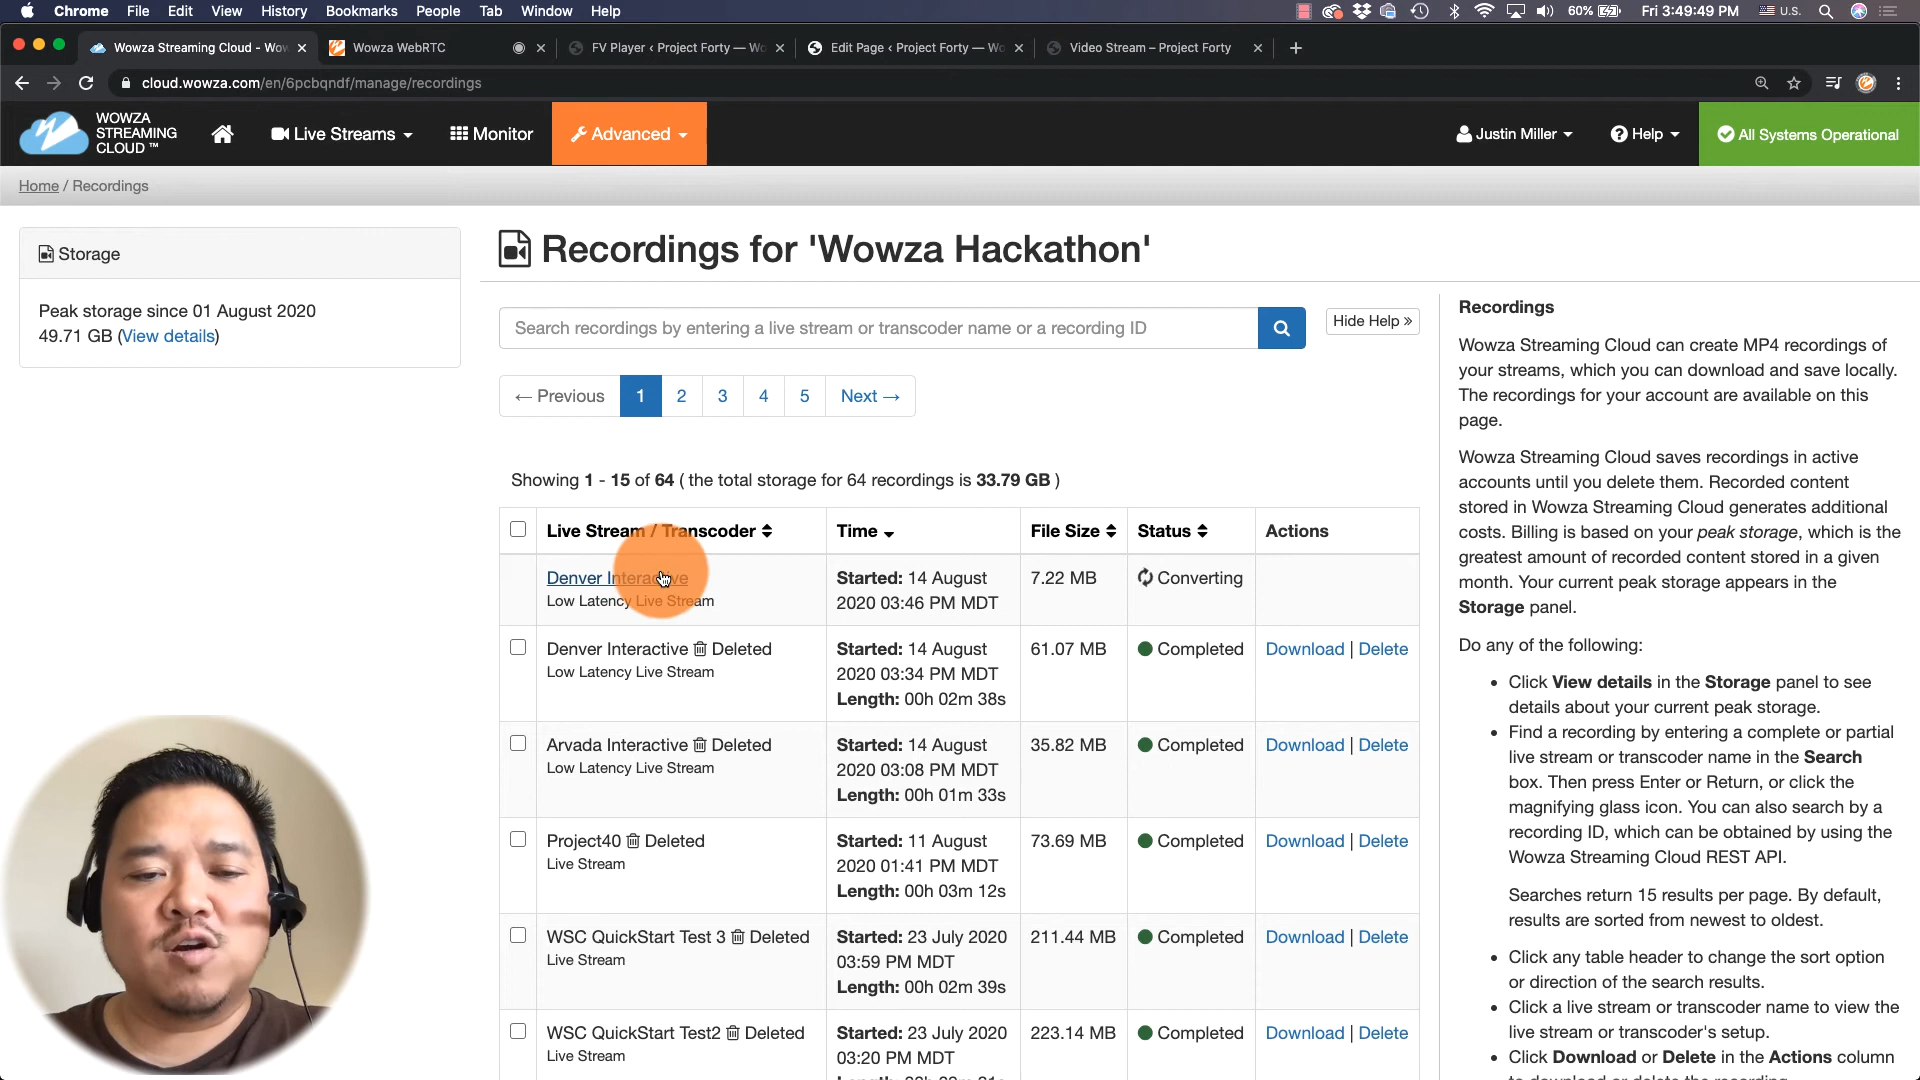 Chrome File Edit View History Bookmarks People Tab Window Help 60% Fri 3:49:49 PM U.S.
Wowza Streaming Cloud - Wow Wowza WebRTC FV Player ‹ Project Forty — Wo Edit Page ‹ Project Forty — Wo Video Stream – Project Forty
cloud.wowza.com/en/6pcbqndf/manage/recordings
WOWZA
STREAMING
CLOUD ™
Live Streams Monitor Advanced Justin Miller Help All Systems Operational
Home / Recordings
Storage
Peak storage since 01 August 2020
49.71 GB (View details)
Recordings for 'Wowza Hackathon'
Search recordings by entering a live stream or transcoder name or a recording ID
Hide Help »
← Previous 1 2 3 4 5 Next →
Showing 1 - 15 of 64 ( the total storage for 64 recordings is 33.79 GB )
Live Stream / Transcoder Time File Size Status Actions
Denver Interactive Started: 14 August 7.22 MB Converting
Low Latency Live Stream 2020 03:46 PM MDT
Denver Interactive Deleted Started: 14 August 61.07 MB Completed Download | Delete
Low Latency Live Stream 2020 03:34 PM MDT
Length: 00h 02m 38s
Arvada Interactive Deleted Started: 14 August 35.82 MB Completed Download | Delete
Low Latency Live Stream 2020 03:08 PM MDT
Length: 00h 01m 33s
Project40 Deleted Started: 11 August 73.69 MB Completed Download | Delete
Live Stream 2020 01:41 PM MDT
Length: 00h 03m 12s
WSC QuickStart Test 3 Deleted Started: 23 July 2020 211.44 MB Completed Download | Delete
Live Stream 03:59 PM MDT
Length: 00h 02m 39s
WSC QuickStart Test2 Deleted Started: 23 July 2020 223.14 MB Completed Download | Delete
Live Stream 03:20 PM MDT
Recordings
Wowza Streaming Cloud can create MP4 recordings of
your streams, which you can download and save locally.
The recordings for your account are available on this
page.
Wowza Streaming Cloud saves recordings in active
accounts until you delete them. Recorded content
stored in Wowza Streaming Cloud generates additional
costs. Billing is based on your peak storage, which is the
greatest amount of recorded content stored in a given
month. Your current peak storage appears in the
Storage panel.
Do any of the following:
• Click View details in the Storage panel to see
details about your current peak storage.
• Find a recording by entering a complete or partial
live stream or transcoder name in the Search
box. Then press Enter or Return, or click the
magnifying glass icon. You can also search by a
recording ID, which can be obtained by using the
Wowza Streaming Cloud REST API.
Searches return 15 results per page. By default,
results are sorted from newest to oldest.
• Click any table header to change the sort option
or direction of the search results.
• Click a live stream or transcoder name to view the
live stream or transcoder's setup.
• Click Download or Delete in the Actions column